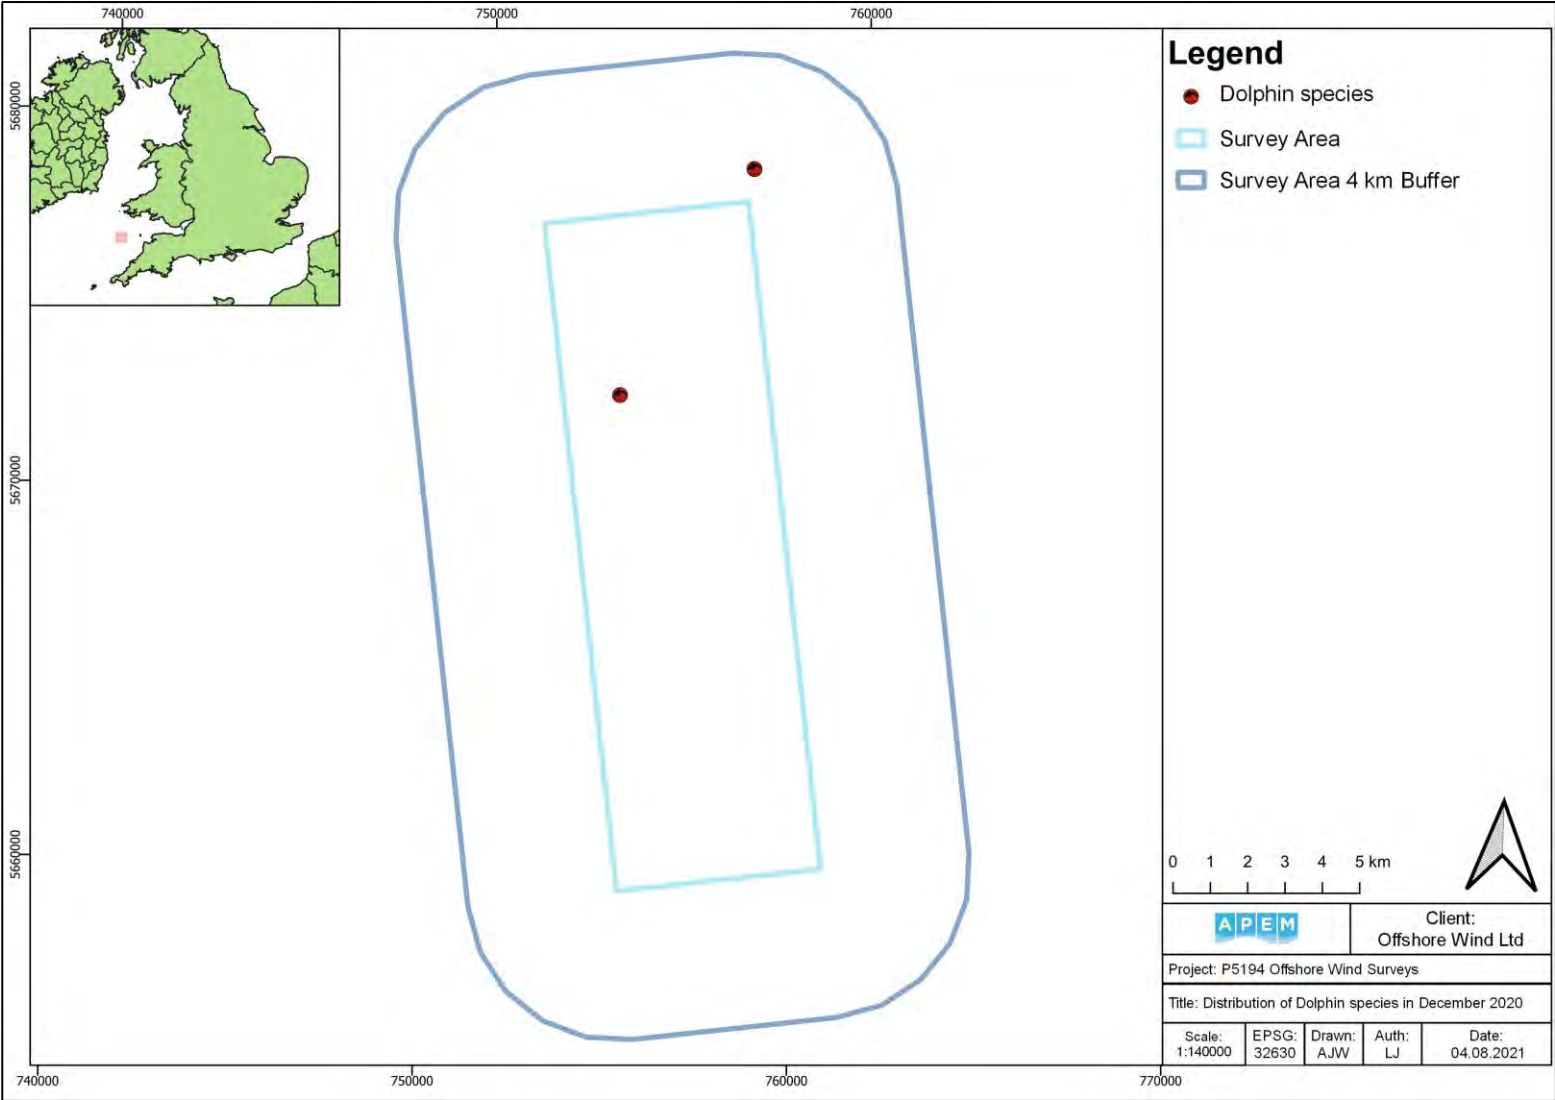 740000
750000
760000
5680000
5670000
5660000
740000
750000
760000
770000
Legend
Dolphin species
Survey Area
Survey Area 4 km Buffer
0 1 2 3 4 5 km
APEM
Client:
Offshore Wind Ltd
Project: P5194 Offshore Wind Surveys
Title: Distribution of Dolphin species in December 2020
Scale:
1:140000
EPSG:
32630
Drawn:
AJW
Auth:
LJ
Date:
04.08.2021